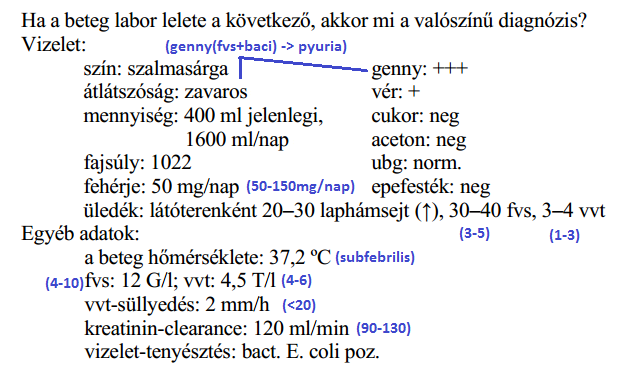 Ha a beteg labor lelete a következő, akkor mi a valószínű diagnózis?
Vizelet: (genny(fvs+baci) -> pyuria)
szín: szalmasárga genny: +++
átlátszóság: zavaros vér: +
mennyiség: 400 ml jelenlegi, cukor: neg
1600 ml/nap aceton: neg
fajsúly: 1022 ubg: norm.
fehérje: 50 mg/nap (50-150mg/nap) epefesték: neg
üledék: látóterenként 20–30 laphámsejt (↑), 30–40 fvs, 3–4 vvt
Egyéb adatok: (3-5) (1-3)
a beteg hőmérséklete: 37,2 ºC (subfebrilis)
(4-10) fvs: 12 G/l; vvt: 4,5 T/l (4-6)
vvt-süllyedés: 2 mm/h (<20)
kreatinin-clearance: 120 ml/min (90-130)
vizelet-tenyésztés: bact. E. coli poz.